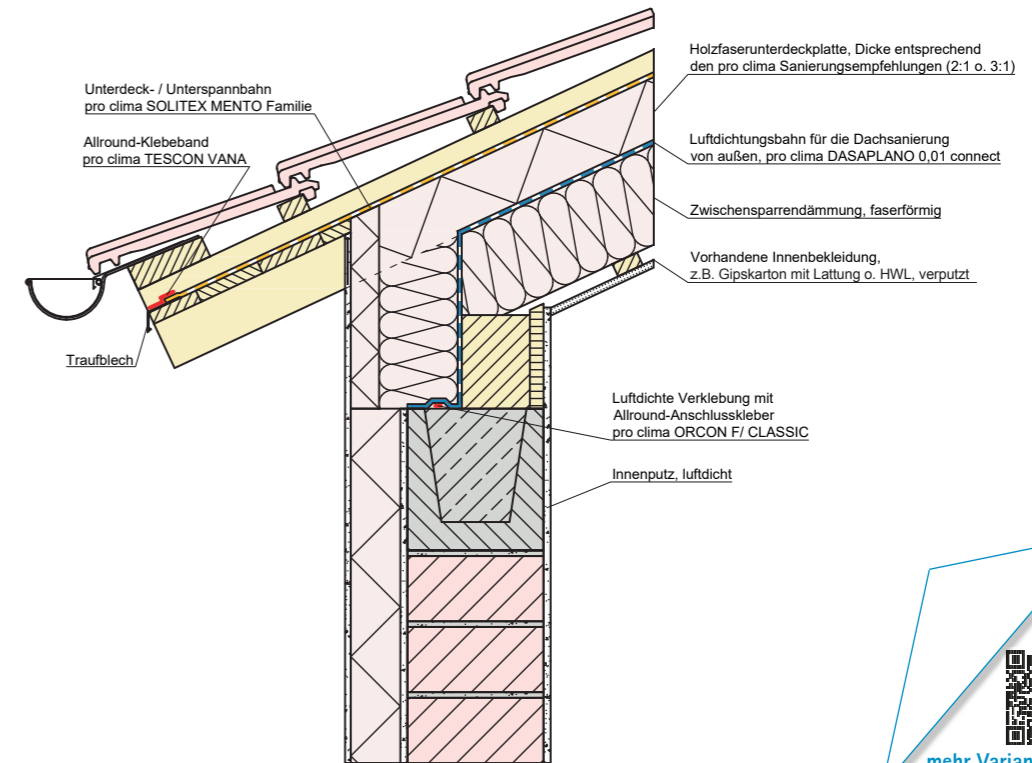 Unterdeck- / Unterspannbahn
pro clima SOLITEX MENTO Familie
Allround-Klebeband
pro clima TESCON VANA
Traufblech
Holzfaserunterdeckplatte, Dicke entsprechend
den pro clima Sanierungsempfehlungen (2:1 o. 3:1)
Luftdichtungsbahn für die Dachsanierung
von außen, pro clima DASAPLANO 0,01 connect
Zwischensparrendämmung, faserförmig
Vorhandene Innenbekleidung,
z.B. Gipskarton mit Lattung o. HWL, verputzt
Luftdichte Verklebung mit
Allround-Anschlusskleber
pro clima ORCON F/ CLASSIC
Innenputz, luftdicht
mehr